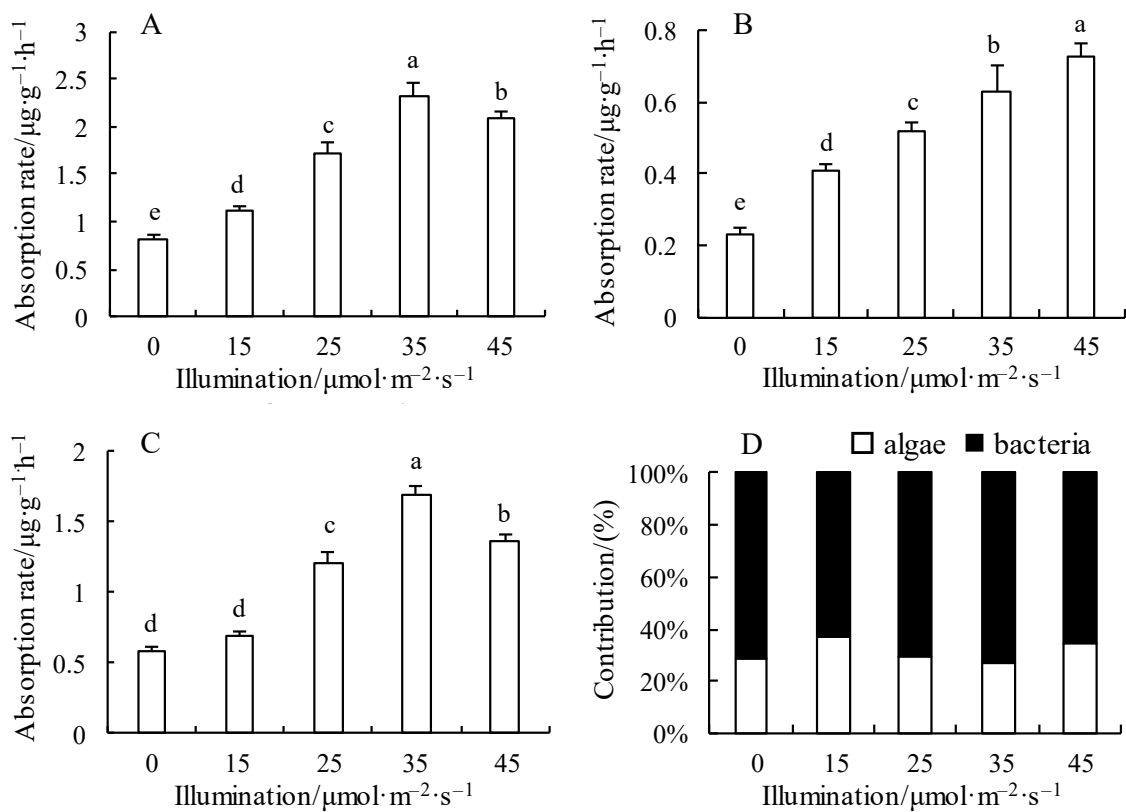 A
Absorption rate/μg·g⁻¹·h⁻¹
3
2.5
2
1.5
1
0.5
0
e
d
c
a
b
0 15 25 35 45
Illumination/μmol·m⁻²·s⁻¹
B
Absorption rate/μg·g⁻¹·h⁻¹
0.8
0.6
0.4
0.2
0
e
d
c
b
a
0 15 25 35 45
Illumination/μmol·m⁻²·s⁻¹
C
Absorption rate/μg·g⁻¹·h⁻¹
2
1.5
1
0.5
0
d
d
c
a
b
0 15 25 35 45
Illumination/μmol·m⁻²·s⁻¹
D
algae bacteria
Contribution/(%)
100%
80%
60%
40%
20%
0%
0 15 25 35 45
Illumination/μmol·m⁻²·s⁻¹